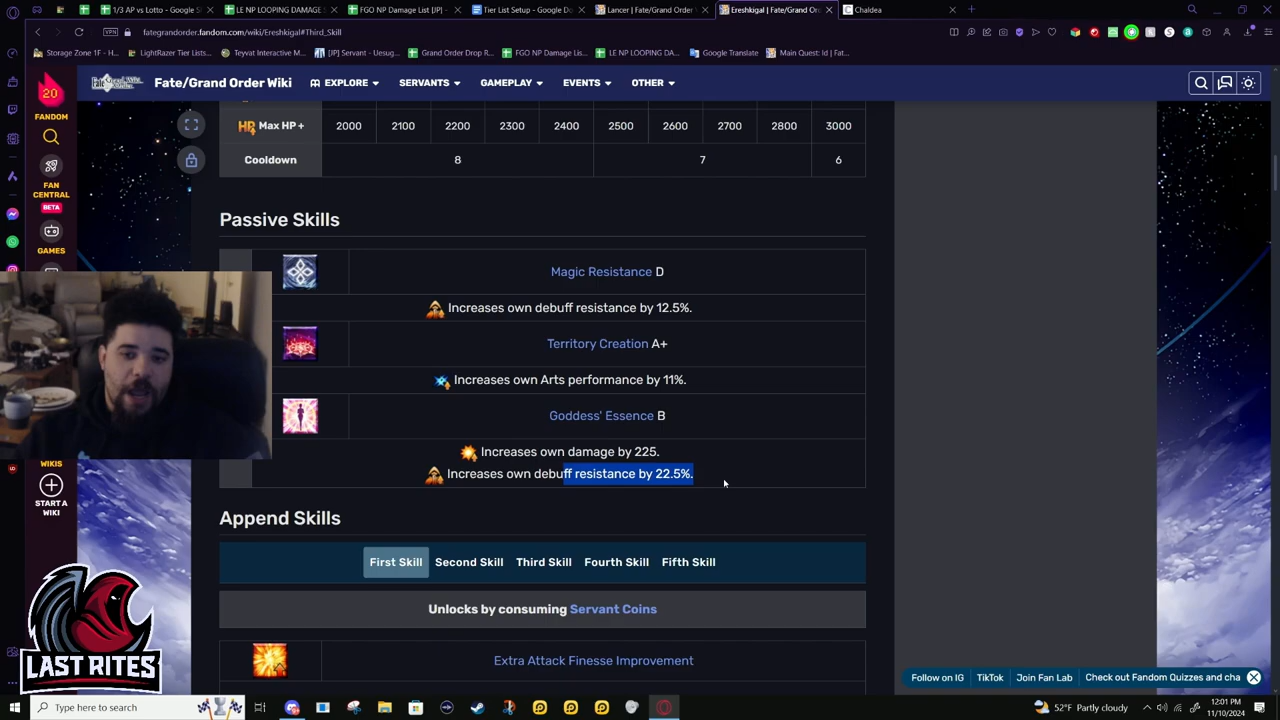 1/3 AP vs Lotto - Google S
LE NP LOOPING DAMAGE S
FGO NP Damage List [JP] -
Tier List Setup - Google Do
Lancer | Fate/Grand Order
Ereshkigal | Fate/Grand Ord
Chaldea
VPN
fategrandorder.fandom.com/wiki/Ereshkigal#Third_Skill
Storage Zone 1F - H...
LightRazer Tier Lists...
Teyvat Interactive M...
[JP] Servant - Uesug...
Grand Order Drop R...
FGO NP Damage Lis...
LE NP LOOPING DA...
Google Translate
Main Quest: Id | Fat...
20
FANDOM
FAN CENTRAL
BETA
GAMES
WIKIS
START A WIKI
Fate/Grand Order Wiki
EXPLORE
SERVANTS
GAMEPLAY
EVENTS
OTHER
HP Max HP + 2000 2100 2200 2300 2400 2500 2600 2700 2800 3000
Cooldown 8 7 6
Passive Skills
Magic Resistance D
Increases own debuff resistance by 12.5%.
Territory Creation A+
Increases own Arts performance by 11%.
Goddess' Essence B
Increases own damage by 225.
Increases own debuff resistance by 22.5%.
Append Skills
First Skill Second Skill Third Skill Fourth Skill Fifth Skill
Unlocks by consuming Servant Coins
Extra Attack Finesse Improvement
LAST RITES
Follow on IG
TikTok
Join Fan Lab
Check out Fandom Quizzes and cha
Type here to search
52°F Partly cloudy
12:01 PM
11/10/2024